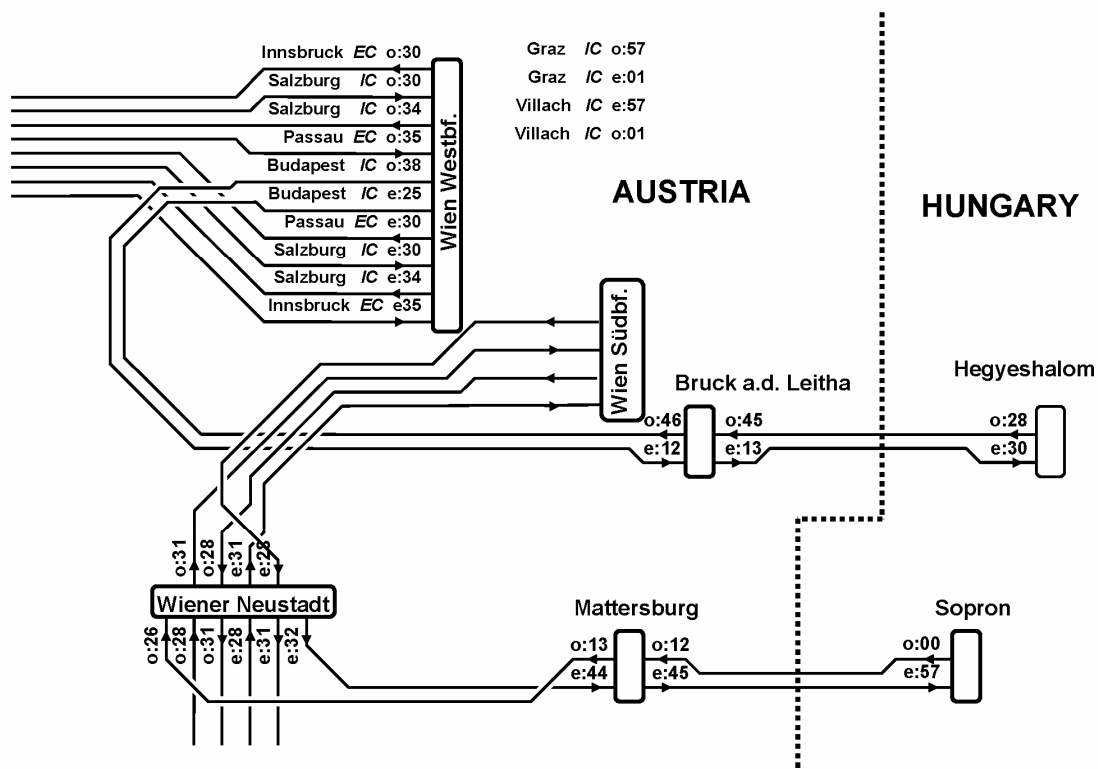 Innsbruck EC o:30
Salzburg IC o:30
Salzburg IC o:34
Passau EC o:35
Budapest IC o:38
Budapest IC e:25
Passau EC e:30
Salzburg IC e:30
Salzburg IC e:34
Innsbruck EC e35
Wien Westbf.
Graz IC o:57
Graz IC e:01
Villach IC e:57
Villach IC o:01
AUSTRIA
HUNGARY
Wien Südbf.
Bruck a.d. Leitha
Hegyeshalom
o:46 o:45 o:28
e:12 e:13 e:30
o:31 o:28 e:31 e:28
Wiener Neustadt
o:26 o:28 o:31 e:28 e:31 e:32
Mattersburg
Sopron
o:13 o:12 o:00
e:44 e:45 e:57